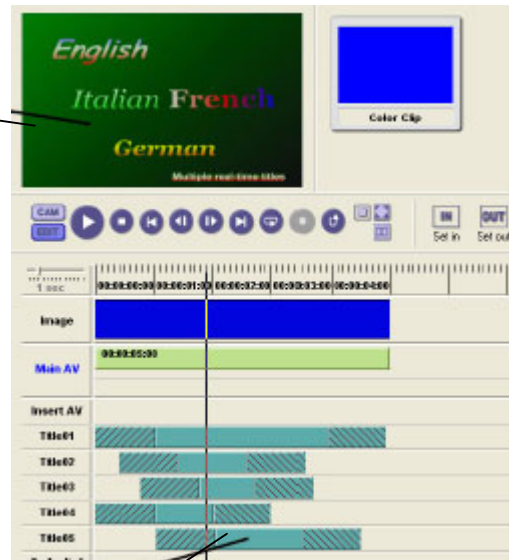 English
Italian French
German
Multiple real-time titles
Color Clip
CAM
EDIT
IN
OUT
Set in
Set out
1 sec
00:00:00:00 00:00:01:00 00:00:02:00 00:00:03:00 00:00:04:00
Image
Main AV
00:00:05:00
Insert AV
Title01
Title02
Title03
Title04
Title05